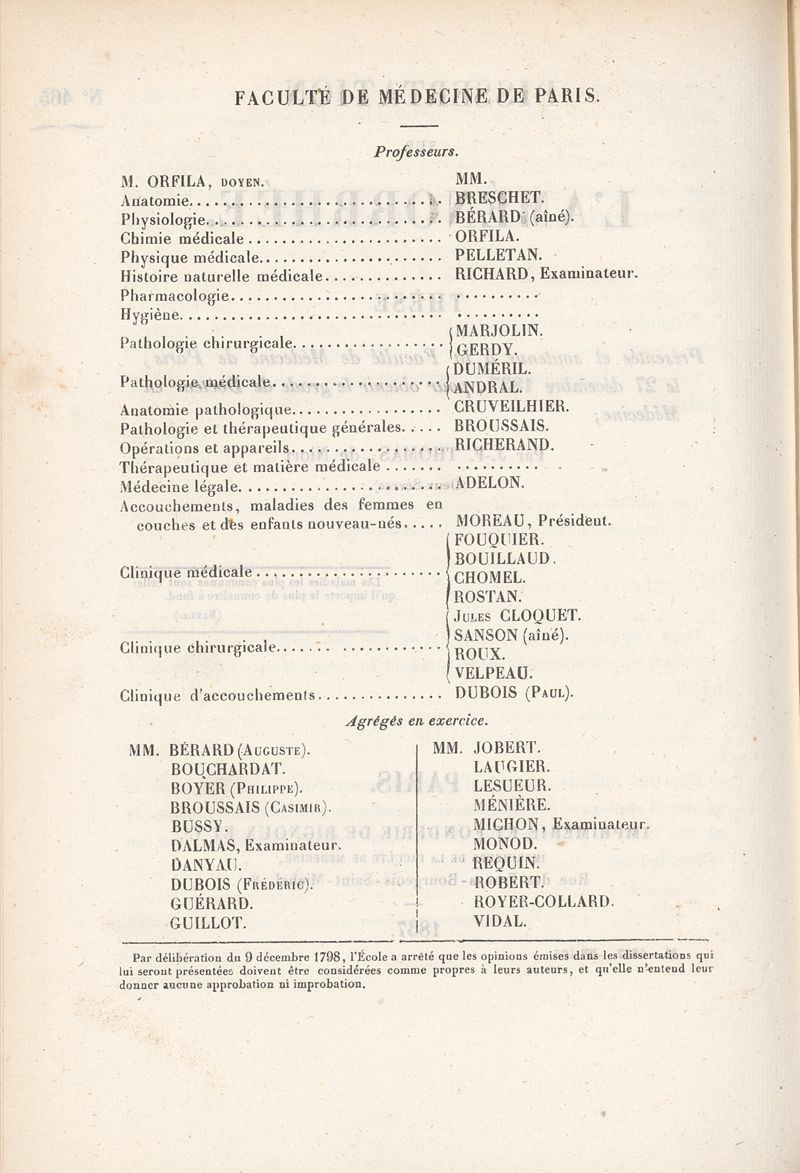 FACULTÉ DE MÉDECINE DE PARIS.
Professeurs.
M. ORFILA, DOYEN. MM.
Anatomie.............................. BRESCHET.
Physiologie............................ BÉRARD (aîné).
Chimie médicale ....................... ORFILA.
Physique médicale...................... PELLETAN.
Histoire naturelle médicale.............. RICHARD, Examinateur.
Pharmacologie......................... ..........
Hygiène............................... ..........
Pathologie chirurgicale.................. { MARJOLIN.
GERDY.
Pathologie médicale.................... { DUMÉRIL.
ANDRAL.
Anatomie pathologique.................. CRUVEILHIER.
Pathologie et thérapeutique générales..... BROUSSAIS.
Opérations et appareils.................. RICHERAND.
Thérapeutique et matière médicale ....... ..........
Médecine légale........................ ADELON.
Accouchements, maladies des femmes en
couches et des enfants nouveau-nés..... MOREAU, Président.
Clinique médicale ...................... { FOUQUIER.
BOUILLAUD.
CHOMEL.
ROSTAN.
Clinique chirurgicale.................... { JULES CLOQUET.
SANSON (aîné).
ROUX.
VELPEAU.
Clinique d'accouchements............... DUBOIS (PAUL).
Agrégés en exercice.
MM. BÉRARD (AUGUSTE).
BOUCHARDAT.
BOYER (PHILIPPE).
BROUSSAIS (CASIMIR).
BUSSY.
DALMAS, Examinateur.
DANYAU.
DUBOIS (FRÉDÉRIC).
GUÉRARD.
GUILLOT.
MM. JOBERT.
LAUGIER.
LESUEUR.
MÉNIÈRE.
MICHON, Examinateur.
MONOD.
REQUIN.
ROBERT.
ROYER-COLLARD.
VIDAL.
Par délibération du 9 décembre 1798, l'École a arrêté que les opinions émises dans les dissertations qui
lui seront présentées doivent être considérées comme propres à leurs auteurs, et qu'elle n'entend leur
donner aucune approbation ni improbation.